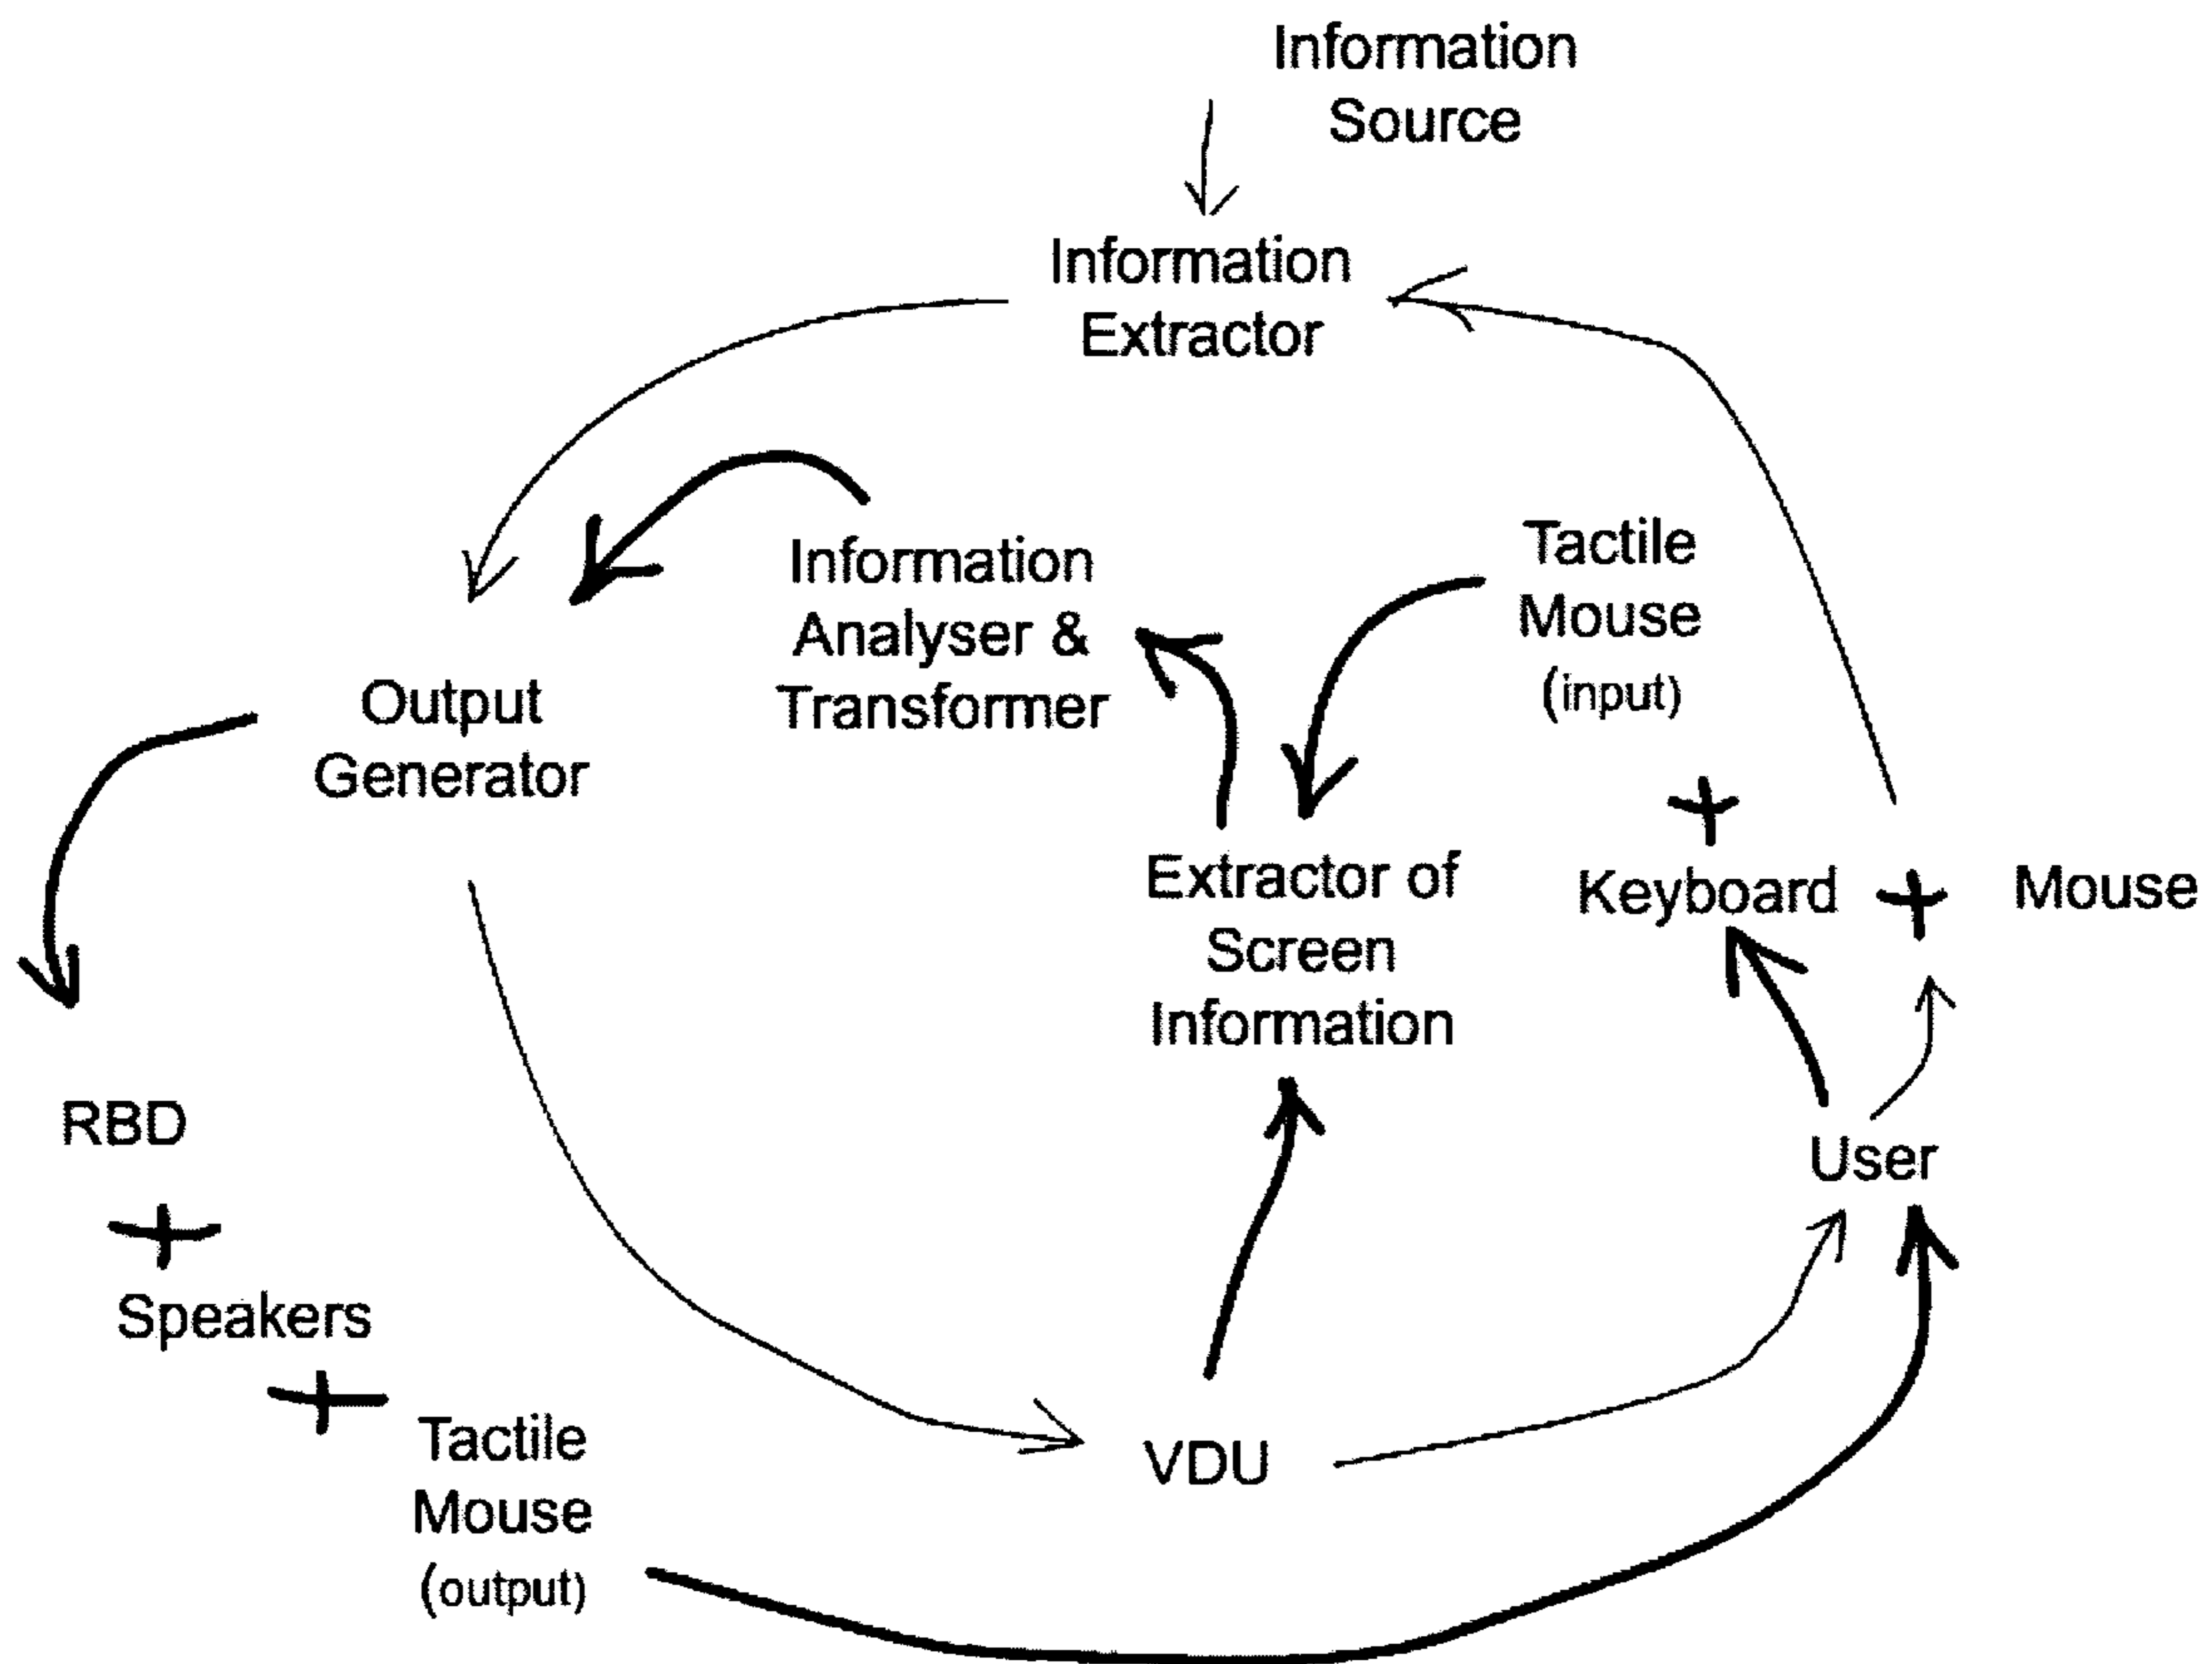 Information
Source
Information
Extractor
Tactile
Mouse
(input)
Information
Analyser &
Transformer
Output
Generator
Extractor of
Screen
Information
Keyboard + Mouse
+
RBD
+
Speakers
+
Tactile
Mouse
(output)
User
VDU